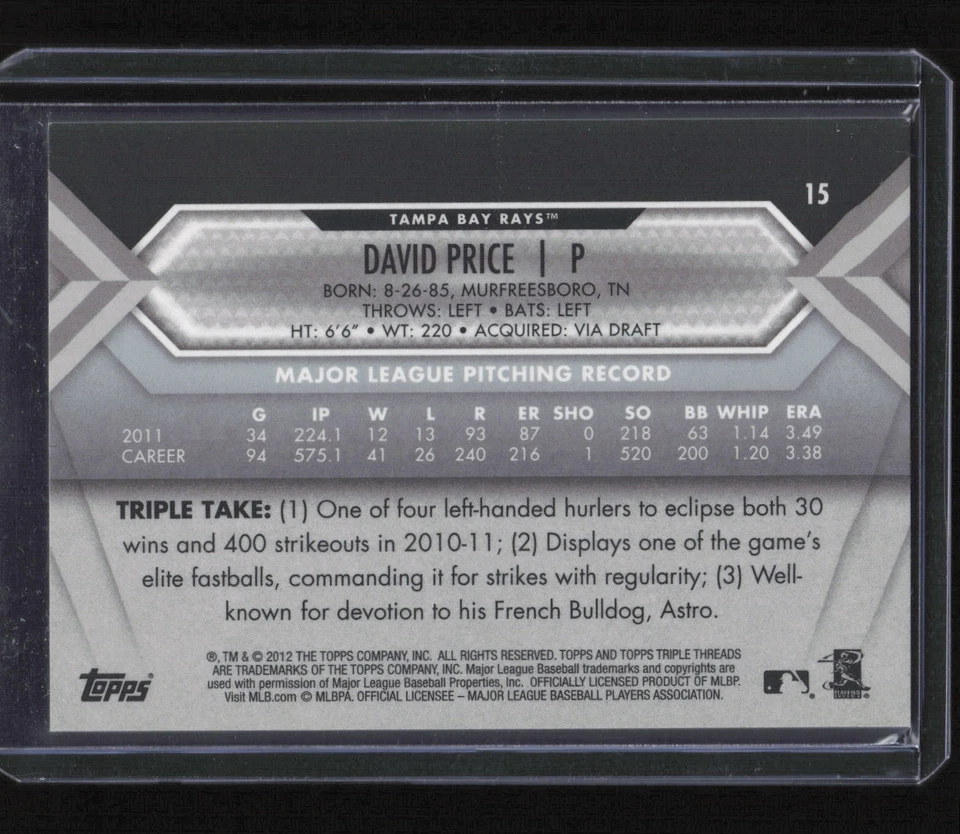 15
TAMPA BAY RAYS™
DAVID PRICE | P
BORN: 8-26-85, MURFREESBORO, TN
THROWS: LEFT • BATS: LEFT
HT: 6'6" • WT: 220 • ACQUIRED: VIA DRAFT
MAJOR LEAGUE PITCHING RECORD
G IP W L R ER SHO SO BB WHIP ERA
2011 34 224.1 12 13 93 87 0 218 63 1.14 3.49
CAREER 94 575.1 41 26 240 216 1 520 200 1.20 3.38
TRIPLE TAKE: (1) One of four left-handed hurlers to eclipse both 30
wins and 400 strikeouts in 2010-11; (2) Displays one of the game's
elite fastballs, commanding it for strikes with regularity; (3) Well-
known for devotion to his French Bulldog, Astro.
®, TM & © 2012 THE TOPPS COMPANY, INC. ALL RIGHTS RESERVED. TOPPS AND TOPPS TRIPLE THREADS
ARE TRADEMARKS OF THE TOPPS COMPANY, INC. Major League Baseball trademarks and copyrights are
used with permission of Major League Baseball Properties, Inc. OFFICIALLY LICENSED PRODUCT OF MLBP.
Visit MLB.com © MLBPA. OFFICIAL LICENSEE – MAJOR LEAGUE BASEBALL PLAYERS ASSOCIATION.
Topps®